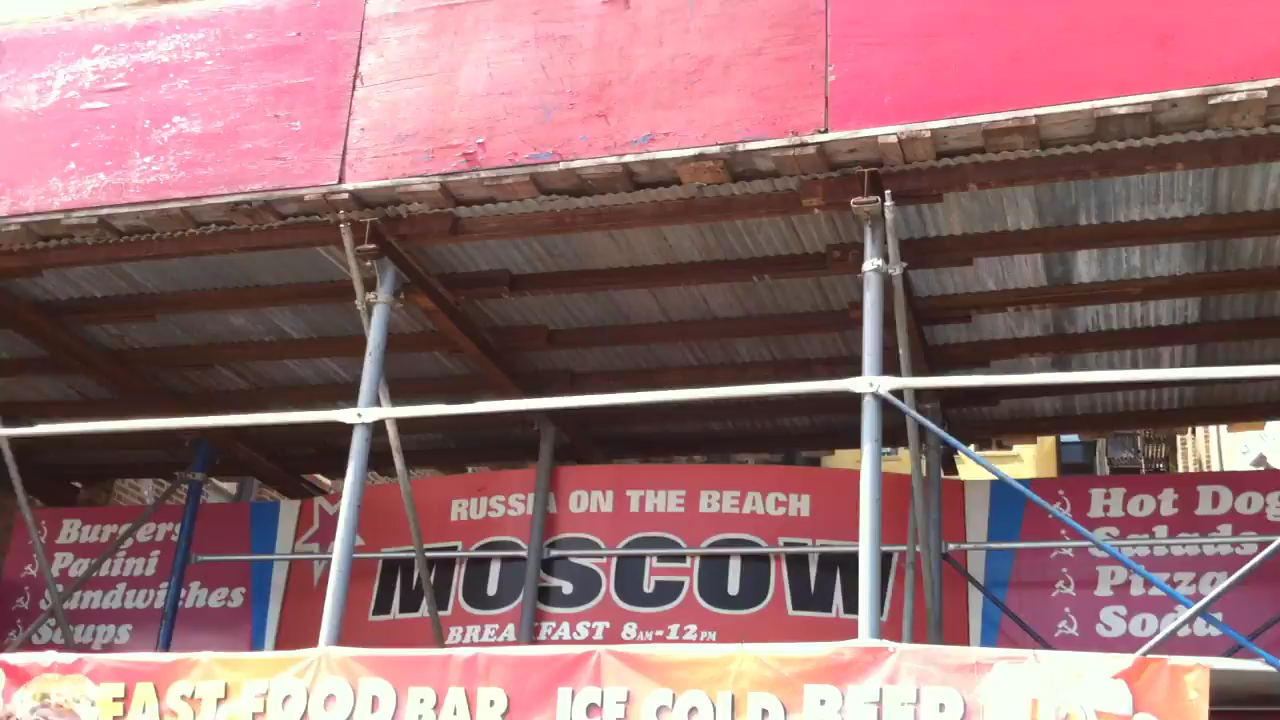 RUSSIA ON THE BEACH
MOSCOW
BREAKFAST 8AM-12PM
Burgers
Panini
Sandwiches
Soups
Hot Dog
Salads
Pizza
Soda
FAST FOOD BAR ICE COLD BEER